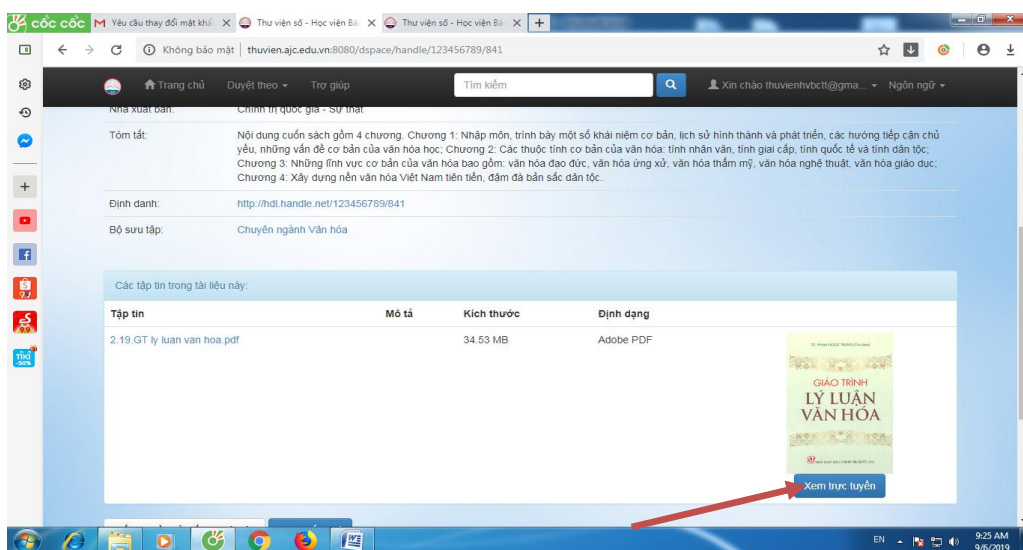 cốc cốc
Yêu cầu thay đổi mật khẩ
Thư viện số - Học viện Bá
Thư viện số - Học viện Bá
Không bảo mật | thuvien.ajc.edu.vn:8080/dspace/handle/123456789/841
Trang chủ Duyệt theo Trợ giúp Tìm kiếm Xin chào thuvienhvbctt@gma... Ngôn ngữ
Nhà xuất bản: Chính trị quốc gia - Sự thật
Tóm tắt: Nội dung cuốn sách gồm 4 chương. Chương 1: Nhập môn, trình bày một số khái niệm cơ bản, lịch sử hình thành và phát triển, các hướng tiếp cận chủ
yếu, những vấn đề cơ bản của văn hóa học; Chương 2: Các thuộc tính cơ bản của văn hóa: tính nhân văn, tính giai cấp, tính quốc tế và tính dân tộc;
Chương 3: Những lĩnh vực cơ bản của văn hóa bao gồm: văn hóa đạo đức, văn hóa ứng xử, văn hóa thẩm mỹ, văn hóa nghệ thuật, văn hóa giáo dục;
Chương 4: Xây dựng nền văn hóa Việt Nam tiên tiến, đậm đà bản sắc dân tộc.
Định danh: http://hdl.handle.net/123456789/841
Bộ sưu tập: Chuyên ngành Văn hóa
Các tập tin trong tài liệu này:
Tập tin Mô tả Kích thước Định dạng
2.19.GT ly luan van hoa.pdf 34.53 MB Adobe PDF
GIÁO TRÌNH
LÝ LUẬN
VĂN HÓA
Xem trực tuyến
EN
9:25 AM
9/6/2019